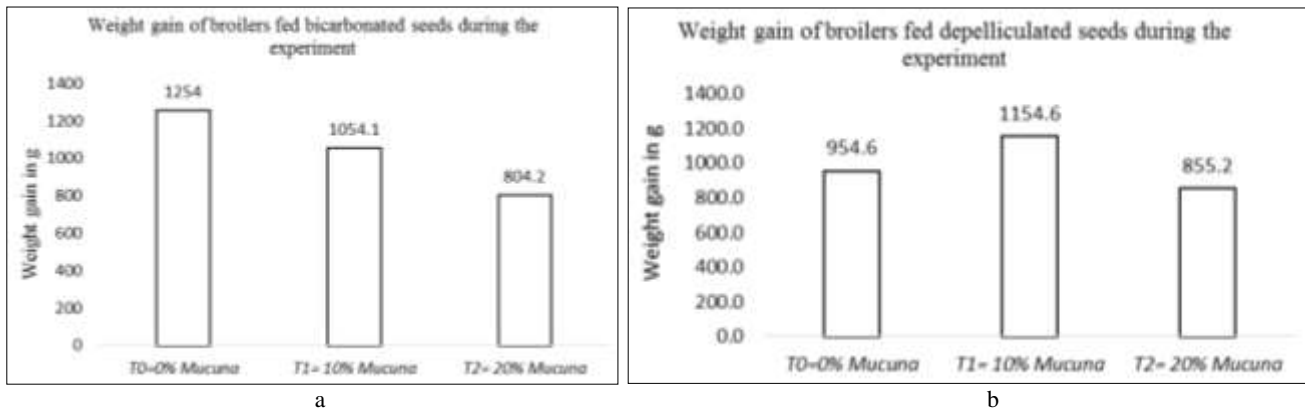 Weight gain of broilers fed bicarbonated seeds during the
experiment
Weight gain in g
1400
1200
1000
800
600
400
200
0
1254
1054.1
804.2
T0=0% Mucuna
T1= 10% Mucuna
T2= 20% Mucuna
a
Weight gain of broilers fed depelliculated seeds during the
experiment
Weight gain in g
1400.0
1200.0
1000.0
800.0
600.0
400.0
200.0
0.0
954.6
1154.6
855.2
T0=0% Mucuna
T1= 10% Mucuna
T2= 20% Mucuna
b